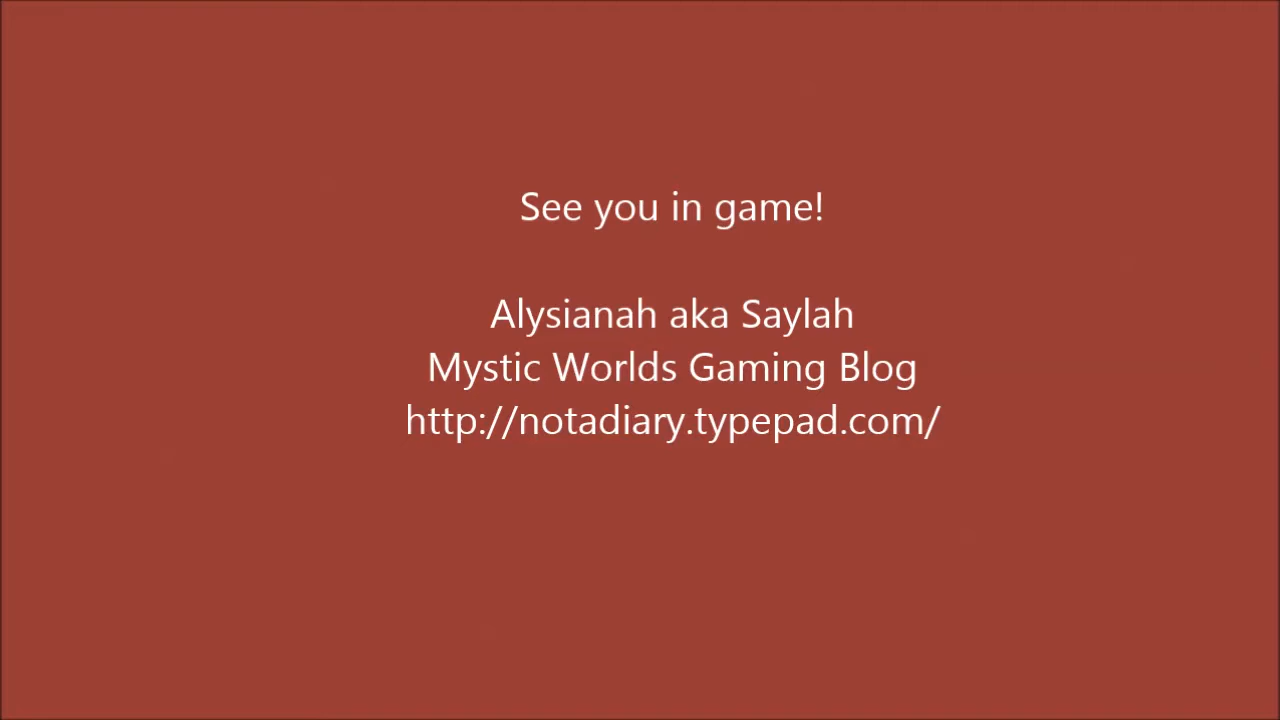 See you in game!
Alysianah aka Saylah
Mystic Worlds Gaming Blog
http://notadiary.typepad.com/